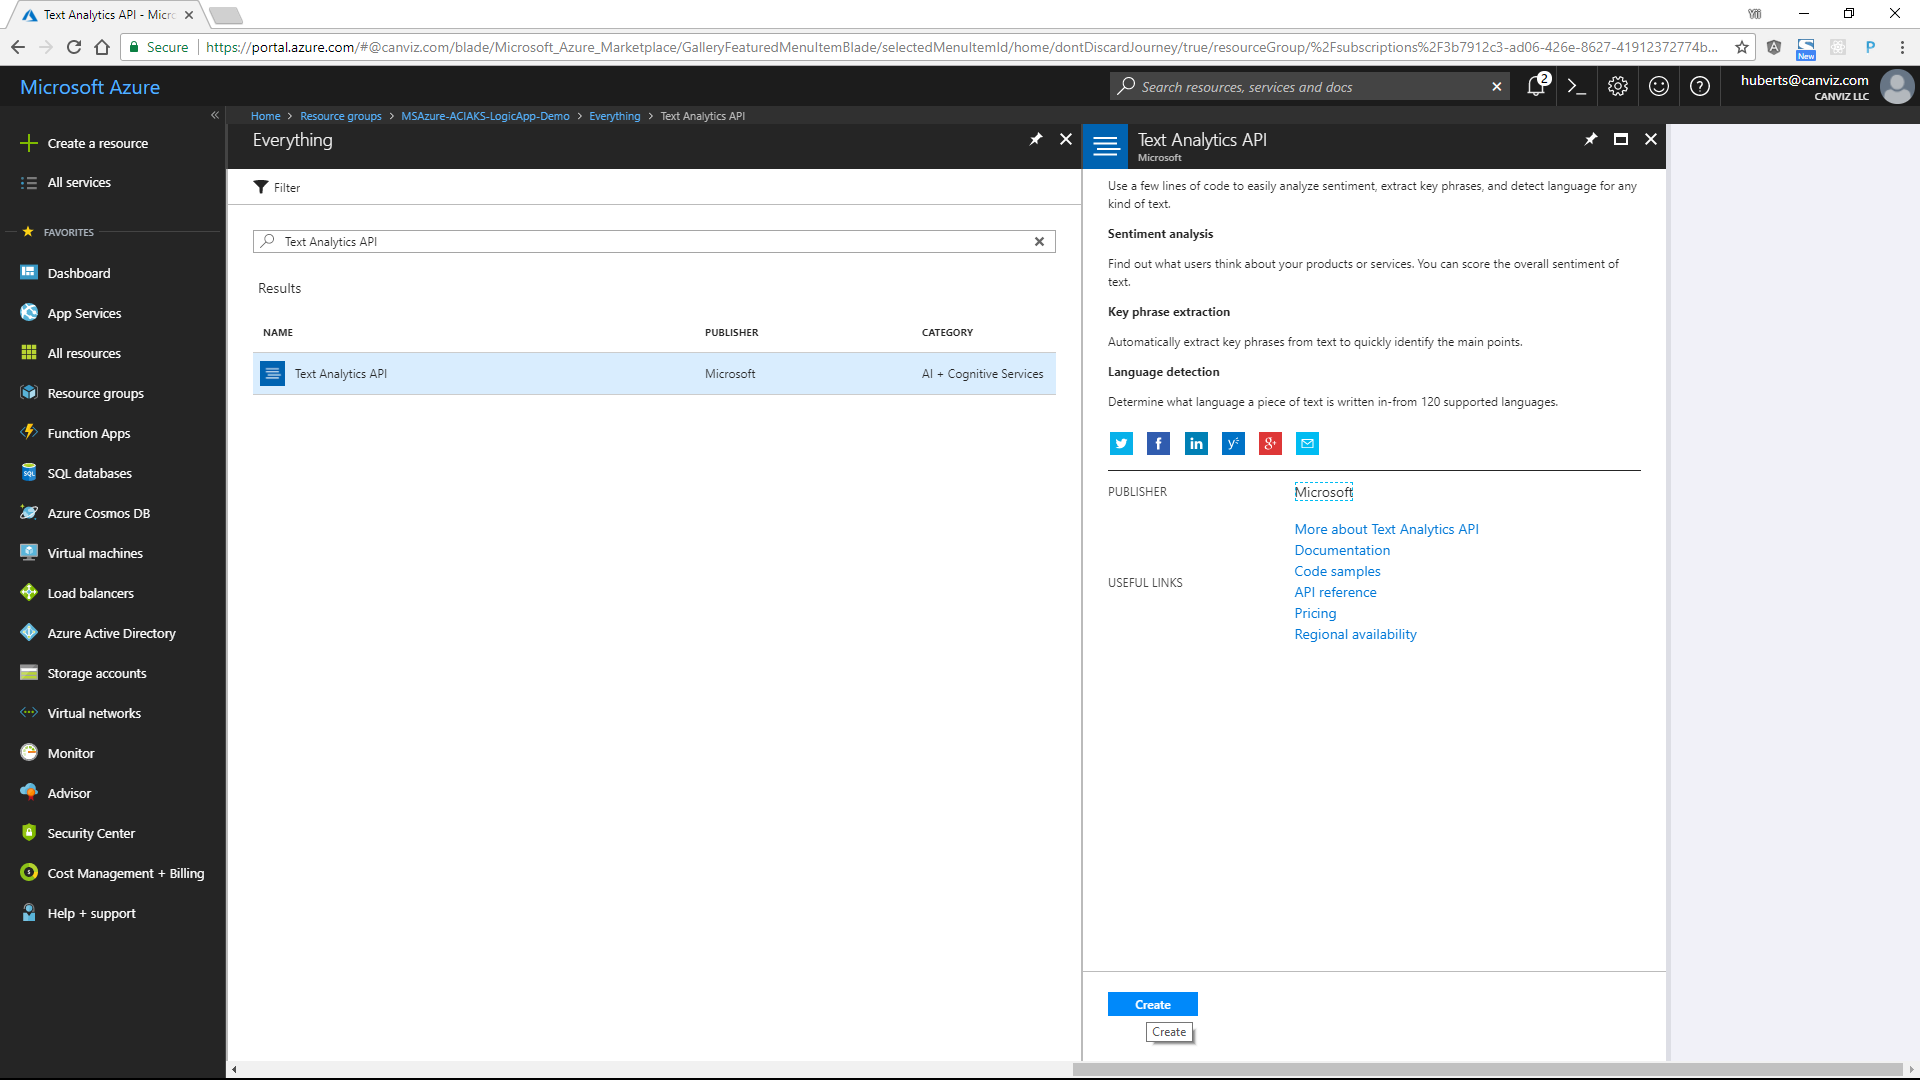 Text Analytics API - Micr
Secure
https://portal.azure.com/#@canviz.com/blade/Microsoft_Azure_Marketplace/GalleryFeaturedMenuItemBlade/selectedMenuItemId/home/dontDiscardJourney/true/resourceGroup/%2Fsubscriptions%2F3b7912c3-ad06-426e-8627-41912372774b...
New
Microsoft Azure
Search resources, services and docs
2
huberts@canviz.com
CANVIZ LLC
Home > Resource groups > MSAzure-ACIAKS-LogicApp-Demo > Everything > Text Analytics API
Create a resource
All services
FAVORITES
Dashboard
App Services
All resources
Resource groups
Function Apps
SQL databases
Azure Cosmos DB
Virtual machines
Load balancers
Azure Active Directory
Storage accounts
Virtual networks
Monitor
Advisor
Security Center
Cost Management + Billing
Help + support
Everything
Filter
Text Analytics API
Results
NAME PUBLISHER CATEGORY
Text Analytics API Microsoft AI + Cognitive Services
Text Analytics API
Microsoft
Use a few lines of code to easily analyze sentiment, extract key phrases, and detect language for any
kind of text.
Sentiment analysis
Find out what users think about your products or services. You can score the overall sentiment of
text.
Key phrase extraction
Automatically extract key phrases from text to quickly identify the main points.
Language detection
Determine what language a piece of text is written in-from 120 supported languages.
PUBLISHER Microsoft
USEFUL LINKS
More about Text Analytics API
Documentation
Code samples
API reference
Pricing
Regional availability
Create
Create